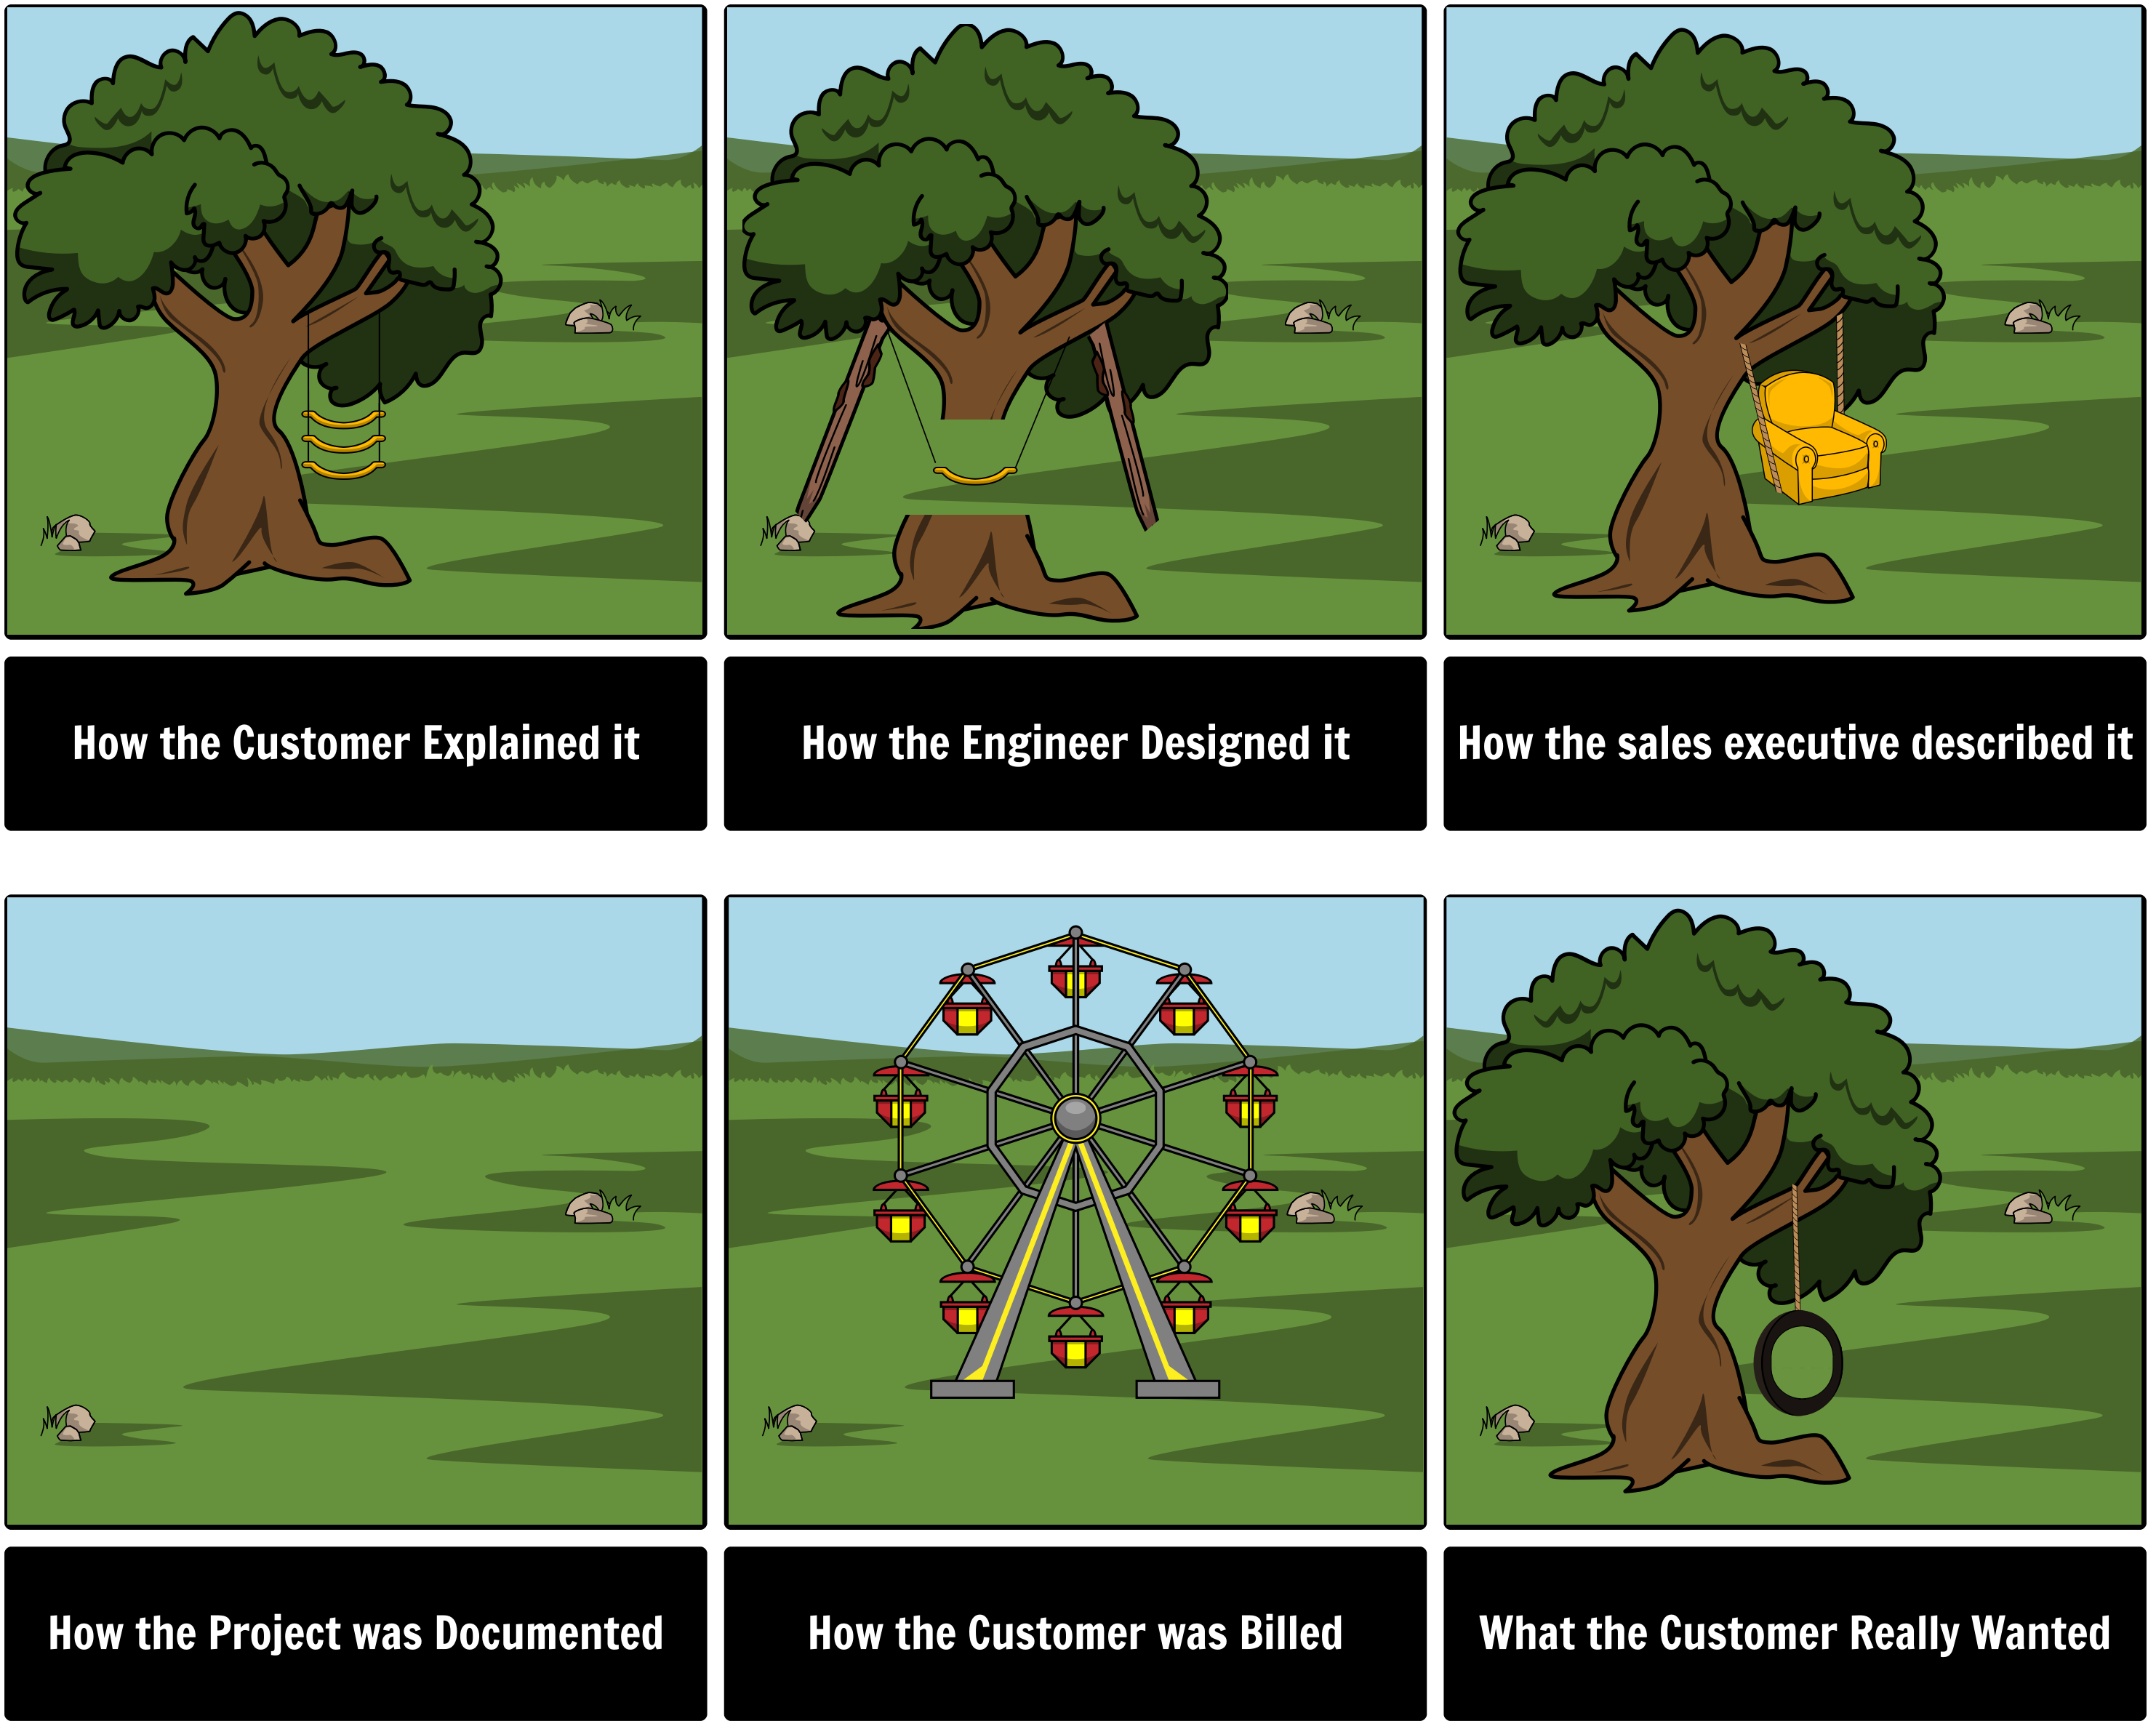 How the Customer Explained it
How the Engineer Designed it
How the sales executive described it
How the Project was Documented
How the Customer was Billed
What the Customer Really Wanted